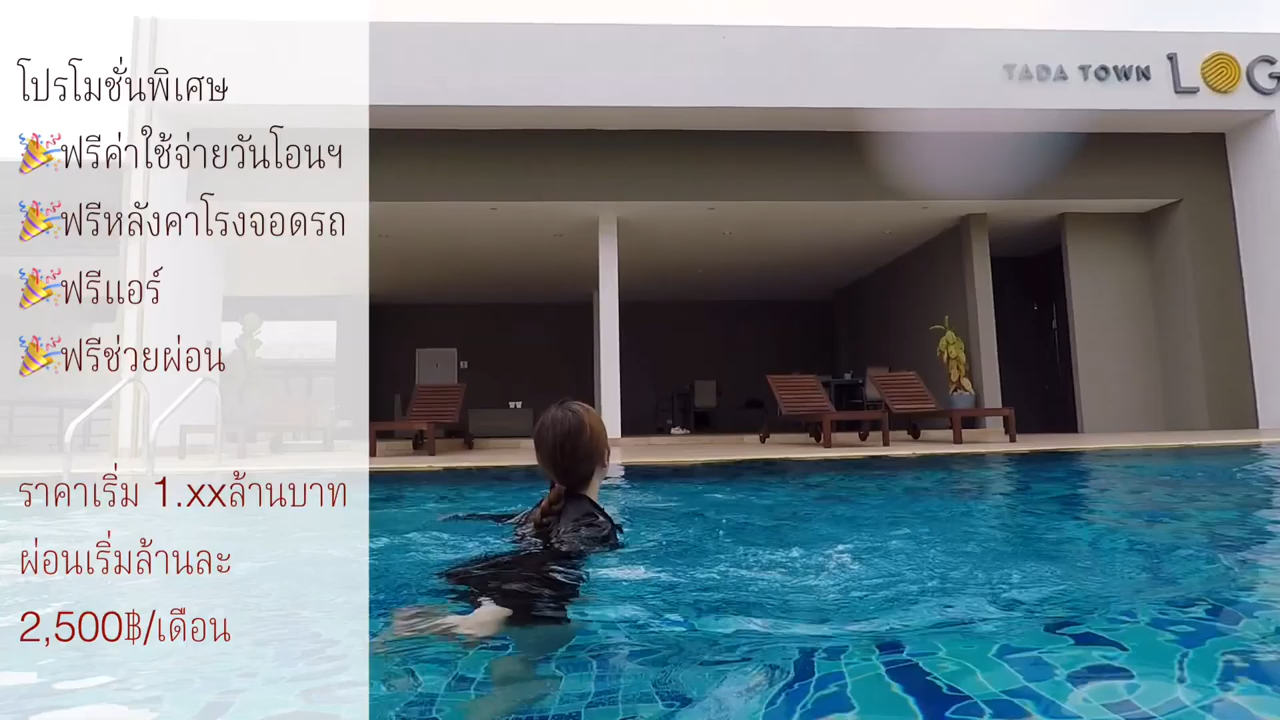 โปรโมชั่นพิเศษ
🎉ฟรีค่าใช้จ่ายวันโอนฯ
🎉ฟรีหลังคาโรงจอดรถ
🎉ฟรีแอร์
🎉ฟรีช่วยผ่อน
ราคาเริ่ม 1.xxล้านบาท
ผ่อนเริ่มล้านละ
2,500฿/เดือน
TADA TOWN LOG